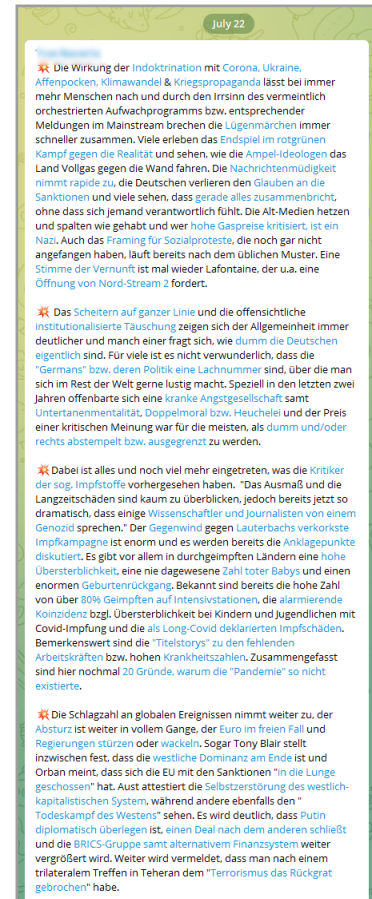 July 22
💥 Die Wirkung der Indoktrination mit Corona, Ukraine,
Affenpocken, Klimawandel & Kriegspropaganda lässt bei immer
mehr Menschen nach und durch den Irrsinn des vermeintlich
orchestrierten Aufwachprogramms bzw. entsprechender
Meldungen im Mainstream brechen die Lügenmärchen immer
schneller zusammen. Viele erleben das Endspiel im rotgrünen
Kampf gegen die Realität und sehen, wie die Ampel-Ideologen das
Land Vollgas gegen die Wand fahren. Die Nachrichtenmüdigkeit
nimmt rapide zu, die Deutschen verlieren den Glauben an die
Sanktionen und viele sehen, dass gerade alles zusammenbricht,
ohne dass sich jemand verantwortlich fühlt. Die Alt-Medien hetzen
und spalten wie gehabt und wer hohe Gaspreise kritisiert, ist ein
Nazi. Auch das Framing für Sozialproteste, die noch gar nicht
angefangen haben, läuft bereits nach dem üblichen Muster. Eine
Stimme der Vernunft ist mal wieder Lafontaine, der u.a. eine
Öffnung von Nord-Stream 2 fordert.
💥 Das Scheitern auf ganzer Linie und die offensichtliche
institutionalisierte Täuschung zeigen sich der Allgemeinheit immer
deutlicher und manch einer fragt sich, wie dumm die Deutschen
eigentlich sind. Für viele ist es nicht verwunderlich, dass die
"Germans" bzw. deren Politik eine Lachnummer sind, über die man
sich im Rest der Welt gerne lustig macht. Speziell in den letzten zwei
Jahren offenbarte sich eine kranke Angstgesellschaft samt
Untertanenmentalität, Doppelmoral bzw. Heuchelei und der Preis
einer kritischen Meinung war für die meisten, als dumm und/oder
rechts abstempelt bzw. ausgegrenzt zu werden.
💥 Dabei ist alles und noch viel mehr eingetreten, was die Kritiker
der sog. Impfstoffe vorhergesehen haben. "Das Ausmaß und die
Langzeitschäden sind kaum zu überblicken, jedoch bereits jetzt so
dramatisch, dass einige Wissenschaftler und Journalisten von einem
Genozid sprechen." Der Gegenwind gegen Lauterbachs verkorkste
Impfkampagne ist enorm und es werden bereits die Anklagepunkte
diskutiert. Es gibt vor allem in durchgeimpften Ländern eine hohe
Übersterblichkeit, eine nie dagewesene Zahl toter Babys und einen
enormen Geburtenrückgang. Bekannt sind bereits die hohe Zahl
von über 80% Geimpften auf Intensivstationen, die alarmierende
Koinzidenz bzgl. Übersterblichkeit bei Kindern und Jugendlichen mit
Covid-Impfung und die als Long-Covid deklarierten Impfschäden.
Bemerkenswert sind die "Titelstorys" zu den fehlenden
Arbeitskräften bzw. hohen Krankheitszahlen. Zusammengefasst
sind hier nochmal 20 Gründe, warum die "Pandemie" so nicht
existierte.
💥 Die Schlagzahl an globalen Ereignissen nimmt weiter zu, der
Absturz ist weiter in vollem Gange, der Euro im freien Fall und
Regierungen stürzen oder wackeln. Sogar Tony Blair stellt
inzwischen fest, dass die westliche Dominanz am Ende ist und
Orban meint, dass sich die EU mit den Sanktionen "in die Lunge
geschossen" hat. Aust attestiert die Selbstzerstörung des westlich-
kapitalistischen System, während andere ebenfalls den "
Todeskampf des Westens" sehen. Es wird deutlich, dass Putin
diplomatisch überlegen ist, einen Deal nach dem anderen schließt
und die BRICS-Gruppe samt alternativem Finanzsystem weiter
vergrößert wird. Weiter wird vermeldet, dass man nach einem
trilateralem Treffen in Teheran dem "Terrorismus das Rückgrat
gebrochen" habe.